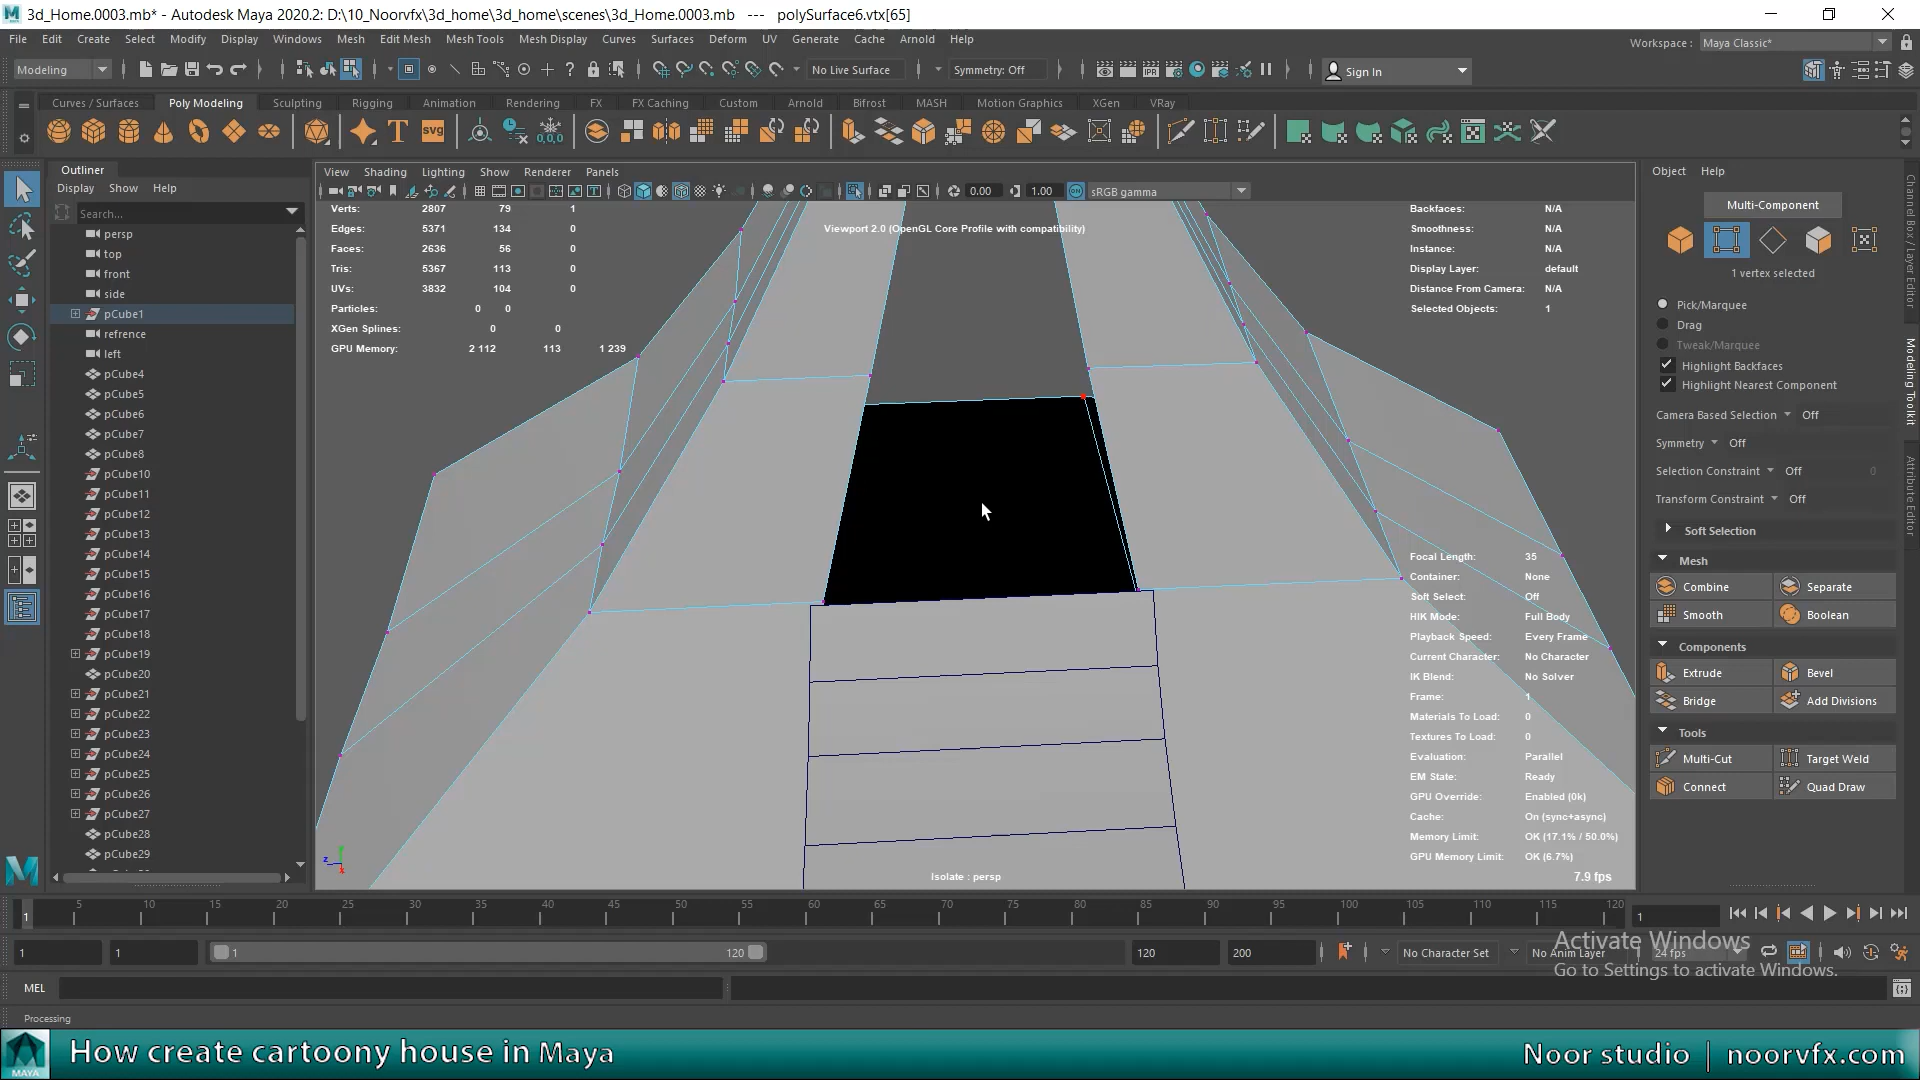 3d_Home.0003.mb* - Autodesk Maya 2020.2: D:\10_Noorvfx\3d_home\3d_home\scenes\3d_Home.0003.mb --- polySurface6.vtx[65]
File Edit Create Select Modify Display Windows Mesh Edit Mesh Mesh Tools Mesh Display Curves Surfaces Deform UV Generate Cache Arnold Help
Workspace : Maya Classic*
Modeling No Live Surface Symmetry: Off Sign In
Curves / Surfaces Poly Modeling Sculpting Rigging Animation Rendering FX FX Caching Custom Arnold Bifrost MASH Motion Graphics XGen VRay
T svg 0,0,0
Outliner
Display Show Help
Search...
persp
top
front
side
pCube1
refrence
left
pCube4
pCube5
pCube6
pCube7
pCube8
pCube10
pCube11
pCube12
pCube13
pCube14
pCube15
pCube16
pCube17
pCube18
pCube19
pCube20
pCube21
pCube22
pCube23
pCube24
pCube25
pCube26
pCube27
pCube28
pCube29
View Shading Lighting Show Renderer Panels
0.00 1.00 sRGB gamma
Verts: 2807 79 1
Edges: 5371 134 0
Faces: 2636 56 0
Tris: 5367 113 0
UVs: 3832 104 0
Particles: 0 0
XGen Splines: 0 0
GPU Memory: 2 112 113 1 239
Viewport 2.0 (OpenGL Core Profile with compatibility)
Backfaces: N/A
Smoothness: N/A
Instance: N/A
Display Layer: default
Distance From Camera: N/A
Selected Objects: 1
Focal Length: 35
Container: None
Soft Select: Off
HIK Mode: Full Body
Playback Speed: Every Frame
Current Character: No Character
IK Blend: No Solver
Frame: 1
Materials To Load: 0
Textures To Load: 0
Evaluation: Parallel
EM State: Ready
GPU Override: Enabled (0k)
Cache: On (sync+async)
Memory Limit: OK (17.1% / 50.0%)
GPU Memory Limit: OK (6.7%)
7.9 fps
Isolate : persp
z x
Object Help
Multi-Component
1 vertex selected
Pick/Marquee
Drag
Tweak/Marquee
Highlight Backfaces
Highlight Nearest Component
Camera Based Selection Off
Symmetry Off
Selection Constraint Off 0
Transform Constraint Off
Soft Selection
Mesh
Combine Separate
Smooth Boolean
Components
Extrude Bevel
Bridge Add Divisions
Tools
Multi-Cut Target Weld
Connect Quad Draw
Channel Box / Layer Editor
Modeling Toolkit
Attribute Editor
1 5 10 15 20 25 30 35 40 45 50 55 60 65 70 75 80 85 90 95 100 105 110 115 120 1
1 1 1 120 120 200 No Character Set No Anim Layer 24 fps
Activate Windows
Go to Settings to activate Windows.
MEL
Processing
MAYA
How create cartoony house in Maya
Noor studio | noorvfx.com